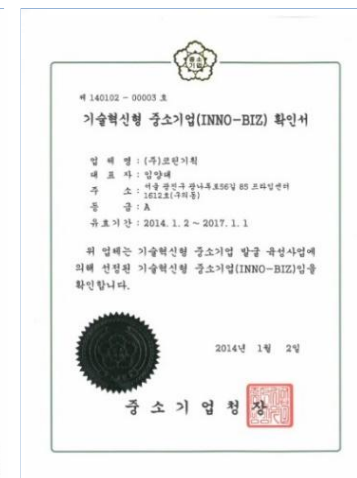 중소
기업
제 140102 - 00003 호
기술혁신형 중소기업(INNO-BIZ) 확인서
업 체 명 : (주)코린기획
대 표 자 : 임양래
주 소 : 서울 광진구 광나루로56길 85 프라임센터
1612호(구의동)
등 급 : A
유효기간 : 2014. 1. 2 ~ 2017. 1. 1
위 업체는 기술혁신형 중소기업 발굴 육성사업에
의해 선정된 기술혁신형 중소기업(INNO-BIZ)임을
확인합니다.
2014년 1월 2일
중 소 기 업 청 장